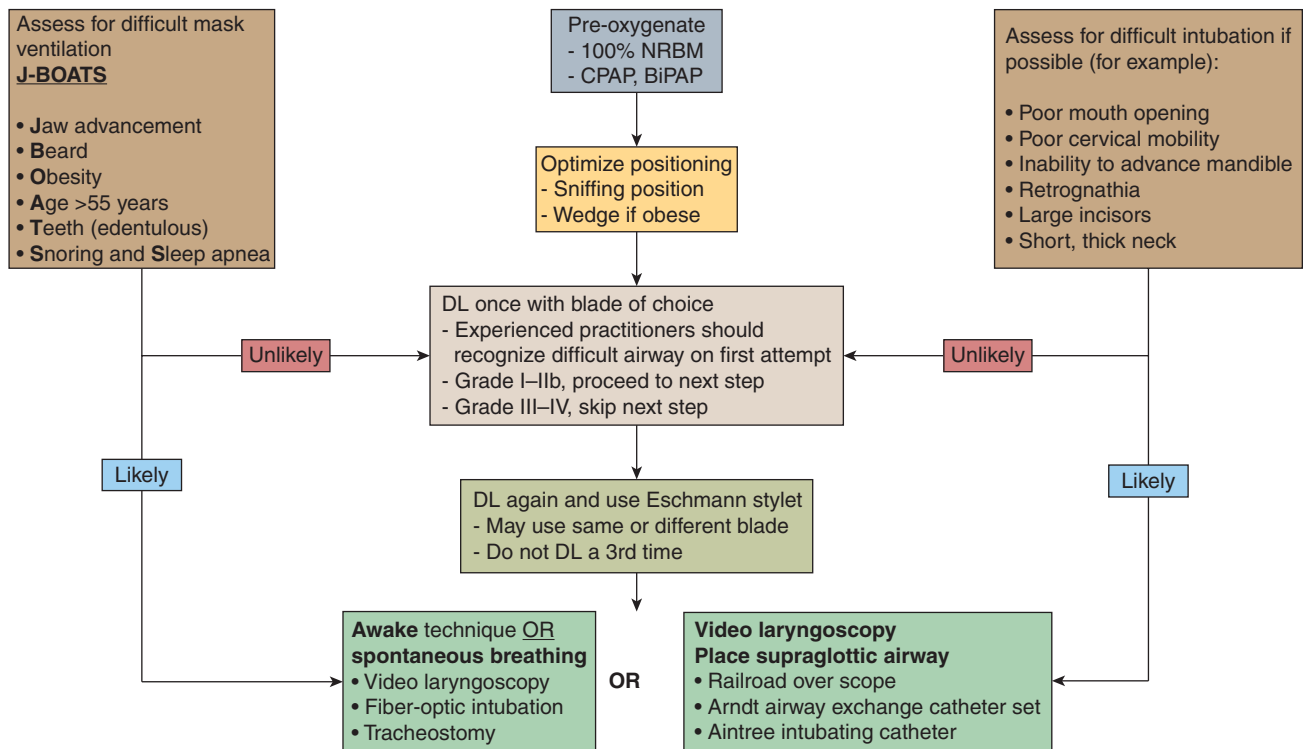 Assess for difficult mask
ventilation
J-BOATS
• Jaw advancement
• Beard
• Obesity
• Age >55 years
• Teeth (edentulous)
• Snoring and Sleep apnea
Pre-oxygenate
- 100% NRBM
- CPAP, BiPAP
Assess for difficult intubation if
possible (for example):
• Poor mouth opening
• Poor cervical mobility
• Inability to advance mandible
• Retrognathia
• Large incisors
• Short, thick neck
Optimize positioning
- Sniffing position
- Wedge if obese
DL once with blade of choice
- Experienced practitioners should
recognize difficult airway on first attempt
- Grade I–IIb, proceed to next step
- Grade III–IV, skip next step
Unlikely
Unlikely
Likely
Likely
DL again and use Eschmann stylet
- May use same or different blade
- Do not DL a 3rd time
Awake technique OR
spontaneous breathing
• Video laryngoscopy
• Fiber-optic intubation
• Tracheostomy
OR
Video laryngoscopy
Place supraglottic airway
• Railroad over scope
• Arndt airway exchange catheter set
• Aintree intubating catheter